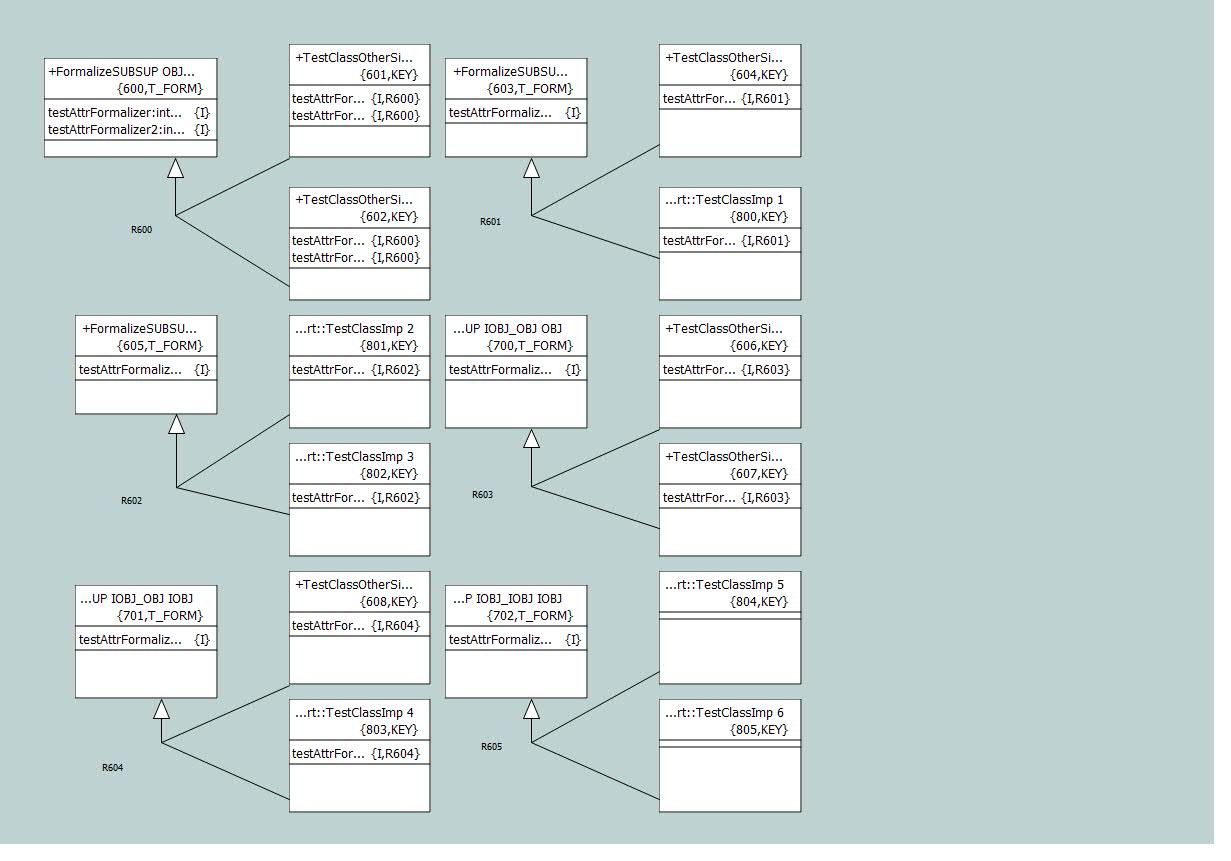 +FormalizeSUBSUP OBJ...
{600,T_FORM}
testAttrFormalizer:int... {I}
testAttrFormalizer2:in... {I}
+TestClassOtherSi...
{601,KEY}
testAttrFor... {I,R600}
testAttrFor... {I,R600}
+TestClassOtherSi...
{602,KEY}
testAttrFor... {I,R600}
testAttrFor... {I,R600}
R600
+FormalizeSUBSU...
{603,T_FORM}
testAttrFormaliz... {I}
+TestClassOtherSi...
{604,KEY}
testAttrFor... {I,R601}
...rt::TestClassImp 1
{800,KEY}
testAttrFor... {I,R601}
R601
+FormalizeSUBSU...
{605,T_FORM}
testAttrFormaliz... {I}
...rt::TestClassImp 2
{801,KEY}
testAttrFor... {I,R602}
...rt::TestClassImp 3
{802,KEY}
testAttrFor... {I,R602}
R602
...UP IOBJ_OBJ OBJ
{700,T_FORM}
testAttrFormaliz... {I}
+TestClassOtherSi...
{606,KEY}
testAttrFor... {I,R603}
+TestClassOtherSi...
{607,KEY}
testAttrFor... {I,R603}
R603
...UP IOBJ_OBJ IOBJ
{701,T_FORM}
testAttrFormaliz... {I}
+TestClassOtherSi...
{608,KEY}
testAttrFor... {I,R604}
...rt::TestClassImp 4
{803,KEY}
testAttrFor... {I,R604}
R604
...P IOBJ_IOBJ IOBJ
{702,T_FORM}
testAttrFormaliz... {I}
...rt::TestClassImp 5
{804,KEY}
...rt::TestClassImp 6
{805,KEY}
R605